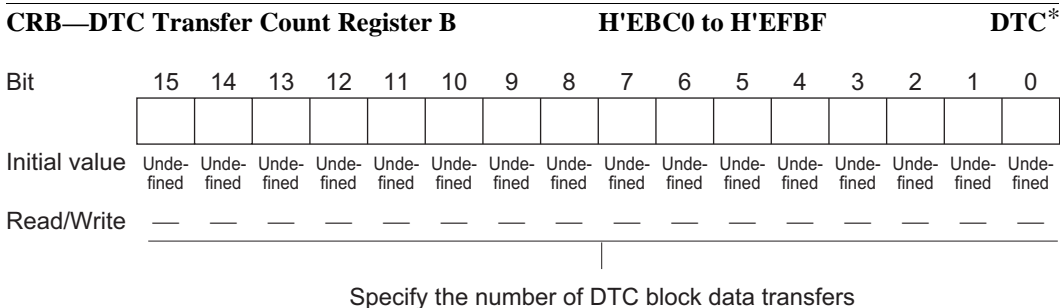 CRB—DTC Transfer Count Register B H'EBC0 to H'EFBF DTC*
Bit 15 14 13 12 11 10 9 8 7 6 5 4 3 2 1 0
Initial value Unde- Unde- Unde- Unde- Unde- Unde- Unde- Unde- Unde- Unde- Unde- Unde- Unde- Unde- Unde- Unde-
fined fined fined fined fined fined fined fined fined fined fined fined fined fined fined fined
Read/Write — — — — — — — — — — — — — — — —
Specify the number of DTC block data transfers